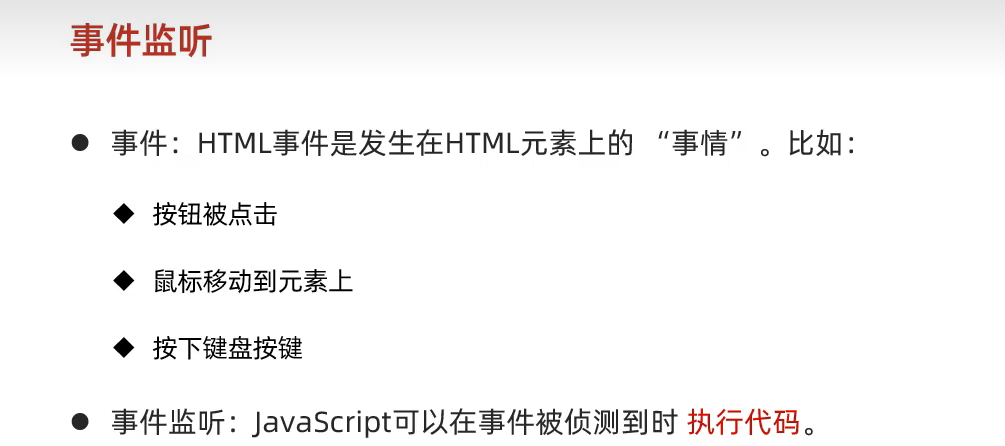 事件监听
● 事件：HTML事件是发生在HTML元素上的 “事情” 。比如：
◆ 按钮被点击
◆ 鼠标移动到元素上
◆ 按下键盘按键
● 事件监听：JavaScript可以在事件被侦测到时 执行代码。